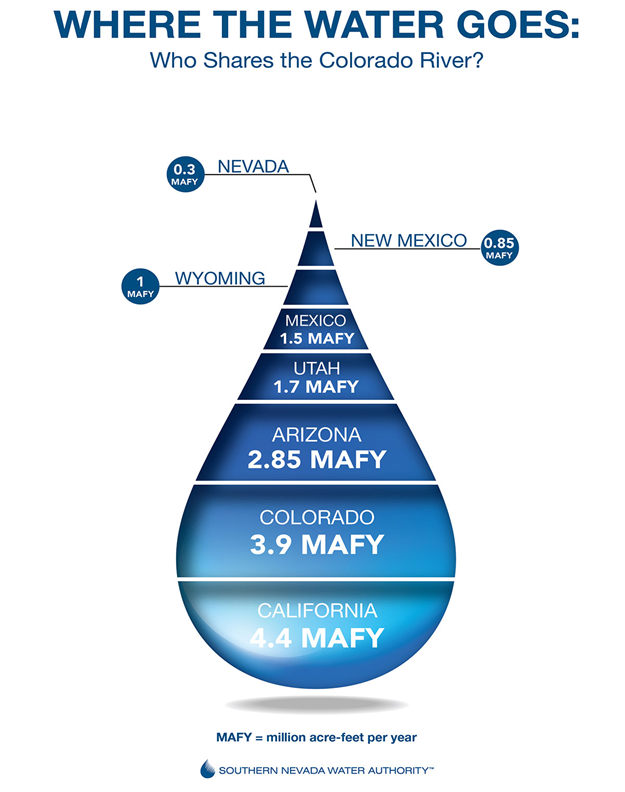 WHERE THE WATER GOES:
Who Shares the Colorado River?
0.3
MAFY
NEVADA
NEW MEXICO
0.85
MAFY
1
MAFY
WYOMING
MEXICO
1.5 MAFY
UTAH
1.7 MAFY
ARIZONA
2.85 MAFY
COLORADO
3.9 MAFY
CALIFORNIA
4.4 MAFY
MAFY = million acre-feet per year
SOUTHERN NEVADA WATER AUTHORITY™